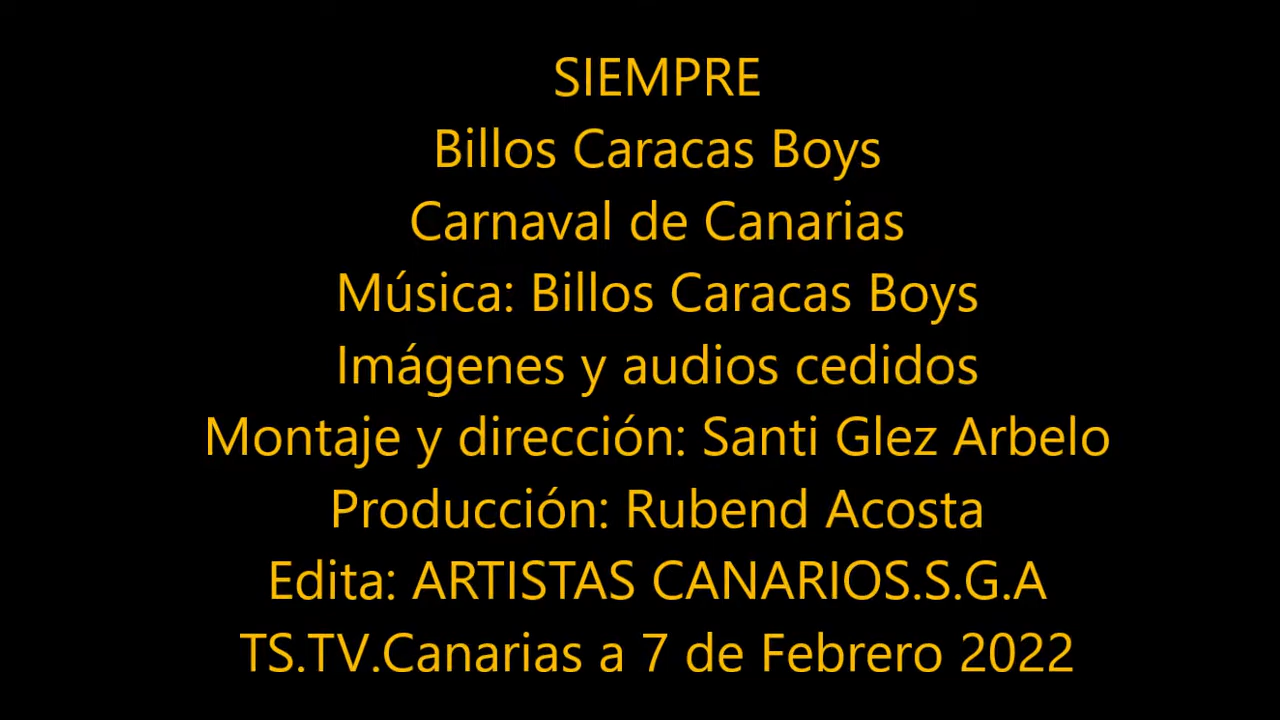 SIEMPRE
Billos Caracas Boys
Carnaval de Canarias
Música: Billos Caracas Boys
Imágenes y audios cedidos
Montaje y dirección: Santi Glez Arbelo
Producción: Rubend Acosta
Edita: ARTISTAS CANARIOS.S.G.A
TS.TV.Canarias a 7 de Febrero 2022